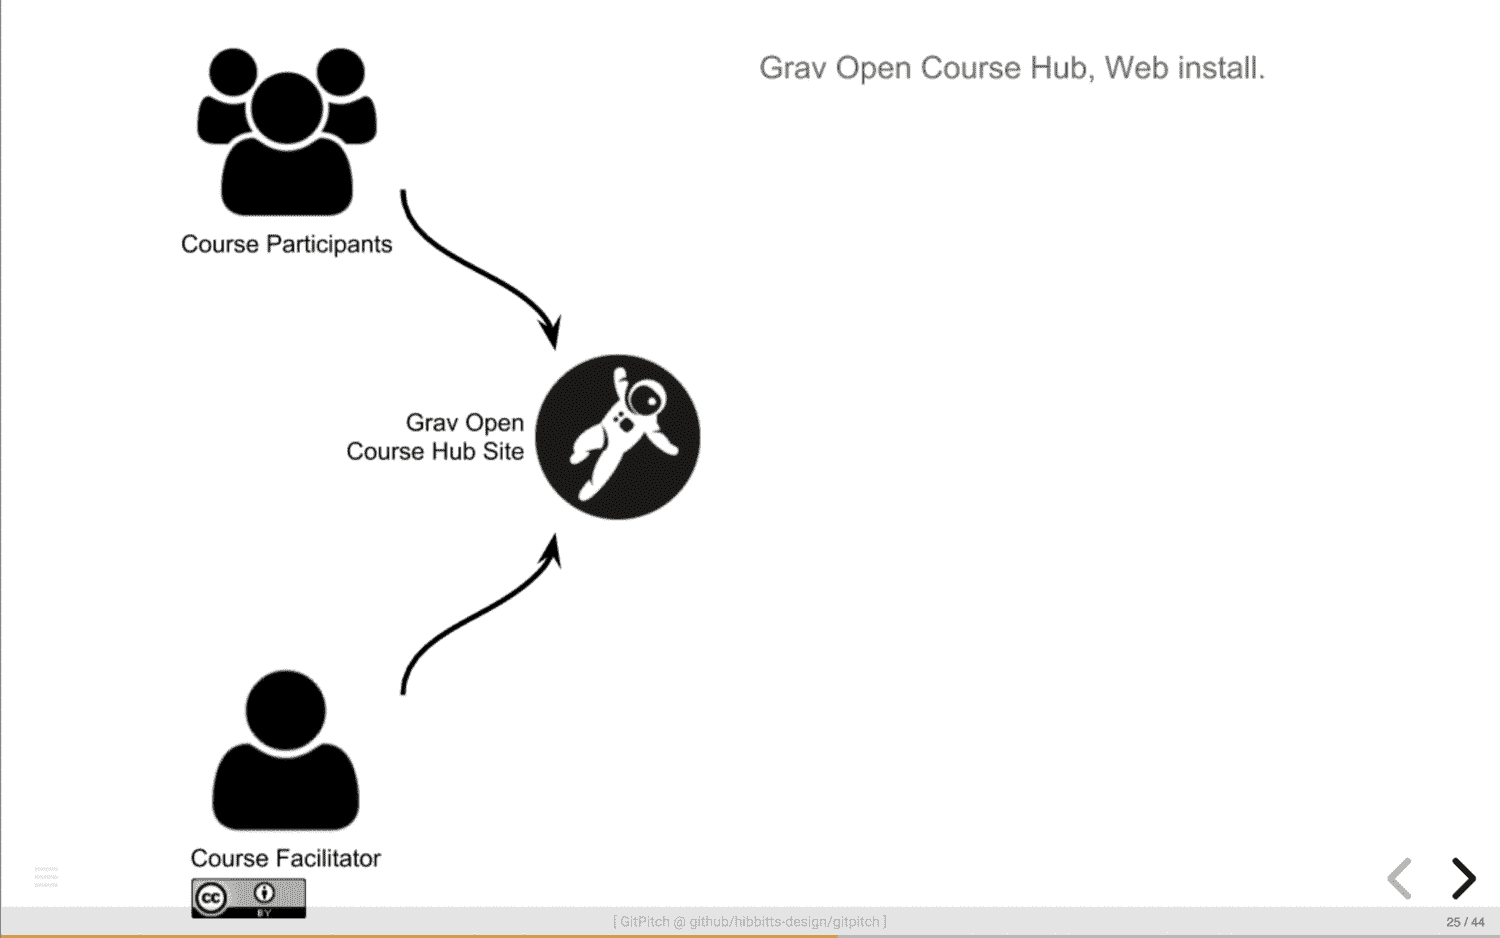 Grav Open Course Hub, Web install.
Course Participants
Grav Open
Course Hub Site
Course Facilitator
cc
BY
[ GitPitch @ github/hibbitts-design/gitpitch ]
25 / 44